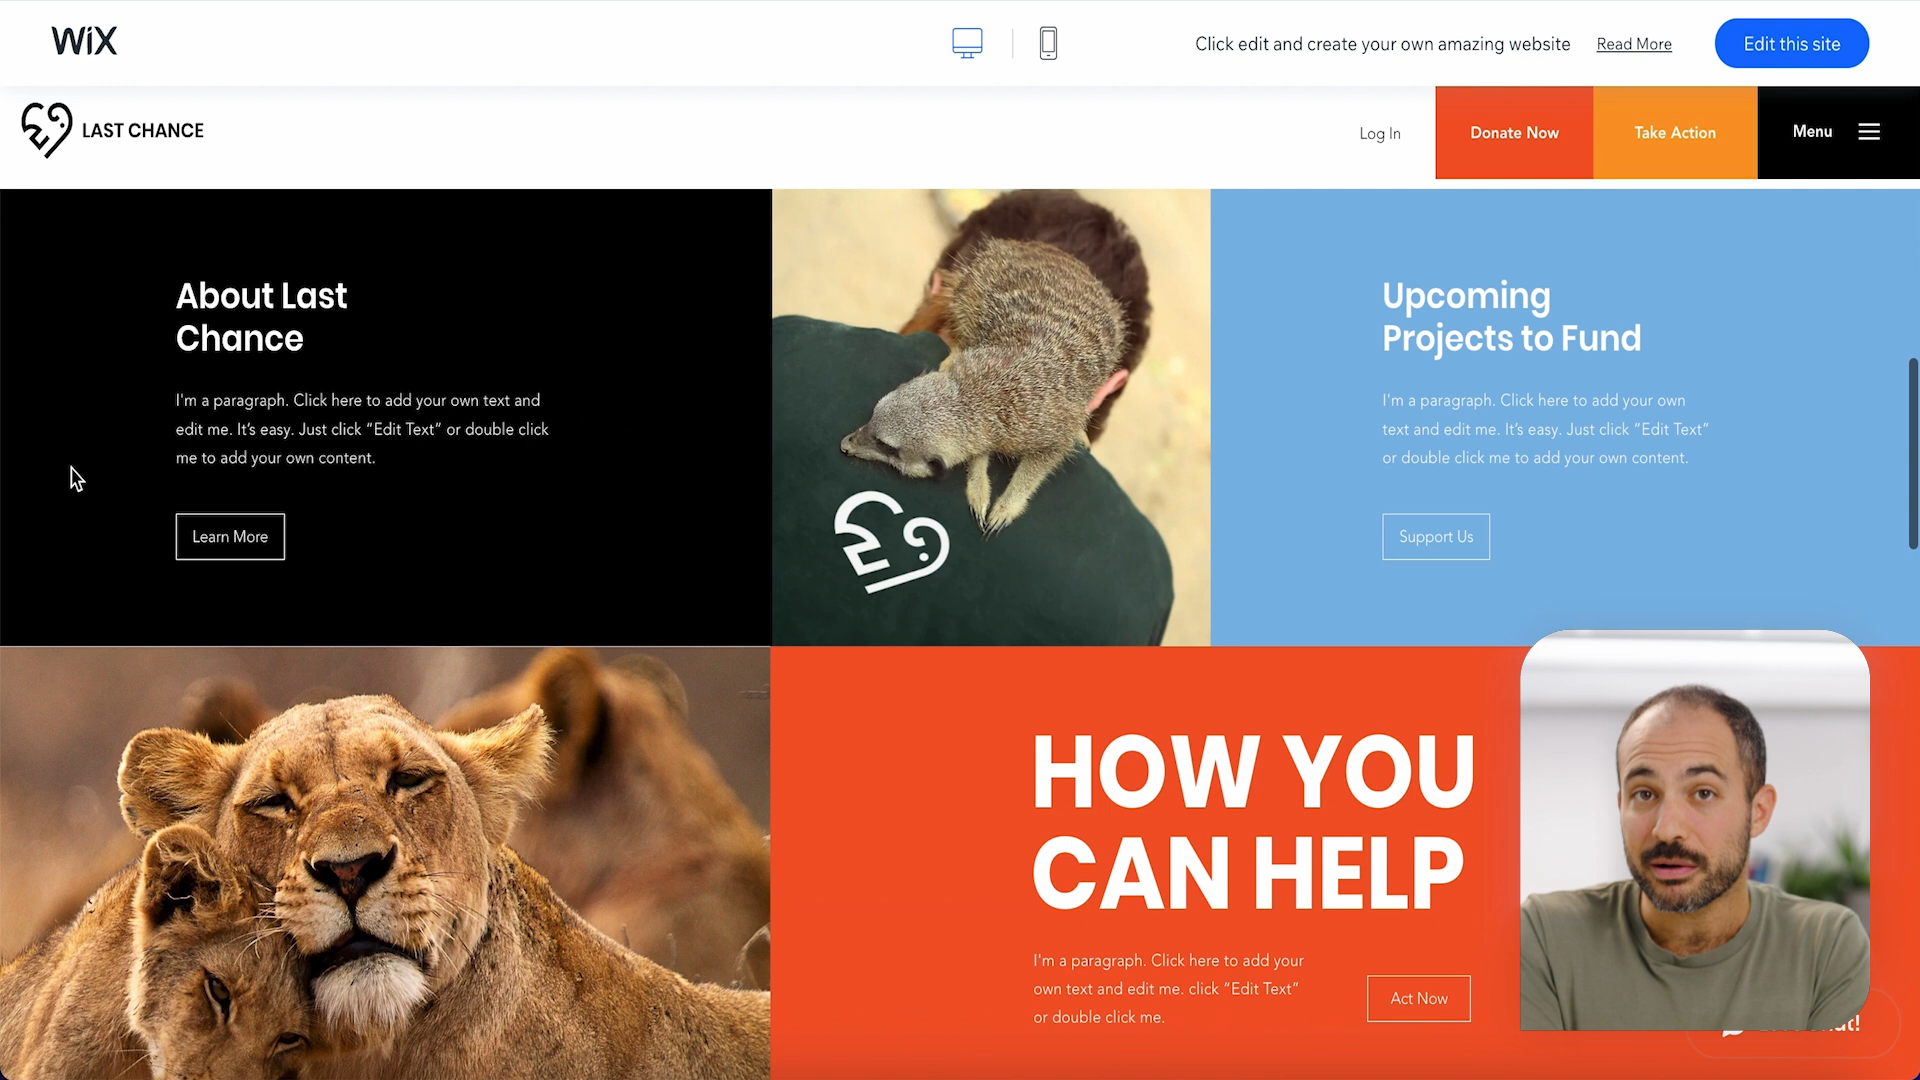 WiX
Click edit and create your own amazing website
Read More
Edit this site
LAST CHANCE
Log In
Donate Now
Take Action
Menu
About Last
Chance
I'm a paragraph. Click here to add your own text and
edit me. It's easy. Just click “Edit Text” or double click
me to add your own content.
Learn More
Upcoming
Projects to Fund
I'm a paragraph. Click here to add your own
text and edit me. It's easy. Just click “Edit Text”
or double click me to add your own content.
Support Us
HOW YOU
CAN HELP
I'm a paragraph. Click here to add your
own text and edit me. click “Edit Text”
or double click me.
Act Now